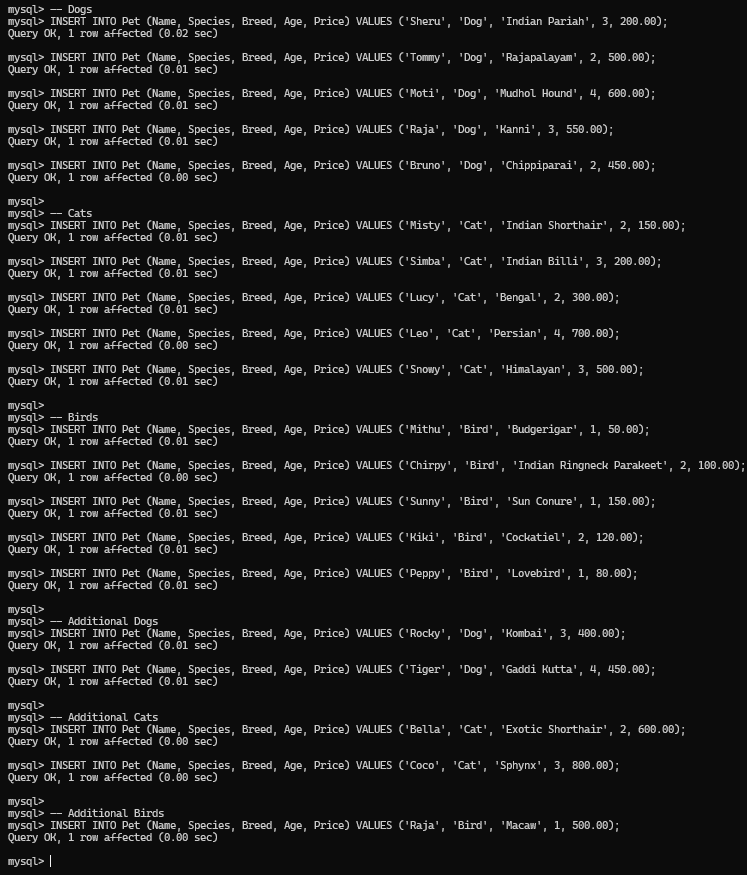 mysql> -- Dogs
mysql> INSERT INTO Pet (Name, Species, Breed, Age, Price) VALUES ('Sheru', 'Dog', 'Indian Pariah', 3, 200.00);
Query OK, 1 row affected (0.02 sec)
mysql> INSERT INTO Pet (Name, Species, Breed, Age, Price) VALUES ('Tommy', 'Dog', 'Rajapalayam', 2, 500.00);
Query OK, 1 row affected (0.01 sec)
mysql> INSERT INTO Pet (Name, Species, Breed, Age, Price) VALUES ('Moti', 'Dog', 'Mudhol Hound', 4, 600.00);
Query OK, 1 row affected (0.01 sec)
mysql> INSERT INTO Pet (Name, Species, Breed, Age, Price) VALUES ('Raja', 'Dog', 'Kanni', 3, 550.00);
Query OK, 1 row affected (0.01 sec)
mysql> INSERT INTO Pet (Name, Species, Breed, Age, Price) VALUES ('Bruno', 'Dog', 'Chippiparai', 2, 450.00);
Query OK, 1 row affected (0.00 sec)
mysql>
mysql> -- Cats
mysql> INSERT INTO Pet (Name, Species, Breed, Age, Price) VALUES ('Misty', 'Cat', 'Indian Shorthair', 2, 150.00);
Query OK, 1 row affected (0.01 sec)
mysql> INSERT INTO Pet (Name, Species, Breed, Age, Price) VALUES ('Simba', 'Cat', 'Indian Billi', 3, 200.00);
Query OK, 1 row affected (0.01 sec)
mysql> INSERT INTO Pet (Name, Species, Breed, Age, Price) VALUES ('Lucy', 'Cat', 'Bengal', 2, 300.00);
Query OK, 1 row affected (0.01 sec)
mysql> INSERT INTO Pet (Name, Species, Breed, Age, Price) VALUES ('Leo', 'Cat', 'Persian', 4, 700.00);
Query OK, 1 row affected (0.00 sec)
mysql> INSERT INTO Pet (Name, Species, Breed, Age, Price) VALUES ('Snowy', 'Cat', 'Himalayan', 3, 500.00);
Query OK, 1 row affected (0.01 sec)
mysql>
mysql> -- Birds
mysql> INSERT INTO Pet (Name, Species, Breed, Age, Price) VALUES ('Mithu', 'Bird', 'Budgerigar', 1, 50.00);
Query OK, 1 row affected (0.01 sec)
mysql> INSERT INTO Pet (Name, Species, Breed, Age, Price) VALUES ('Chirpy', 'Bird', 'Indian Ringneck Parakeet', 2, 100.00);
Query OK, 1 row affected (0.00 sec)
mysql> INSERT INTO Pet (Name, Species, Breed, Age, Price) VALUES ('Sunny', 'Bird', 'Sun Conure', 1, 150.00);
Query OK, 1 row affected (0.01 sec)
mysql> INSERT INTO Pet (Name, Species, Breed, Age, Price) VALUES ('Kiki', 'Bird', 'Cockatiel', 2, 120.00);
Query OK, 1 row affected (0.01 sec)
mysql> INSERT INTO Pet (Name, Species, Breed, Age, Price) VALUES ('Peppy', 'Bird', 'Lovebird', 1, 80.00);
Query OK, 1 row affected (0.01 sec)
mysql>
mysql> -- Additional Dogs
mysql> INSERT INTO Pet (Name, Species, Breed, Age, Price) VALUES ('Rocky', 'Dog', 'Kombai', 3, 400.00);
Query OK, 1 row affected (0.01 sec)
mysql> INSERT INTO Pet (Name, Species, Breed, Age, Price) VALUES ('Tiger', 'Dog', 'Gaddi Kutta', 4, 450.00);
Query OK, 1 row affected (0.01 sec)
mysql>
mysql> -- Additional Cats
mysql> INSERT INTO Pet (Name, Species, Breed, Age, Price) VALUES ('Bella', 'Cat', 'Exotic Shorthair', 2, 600.00);
Query OK, 1 row affected (0.00 sec)
mysql> INSERT INTO Pet (Name, Species, Breed, Age, Price) VALUES ('Coco', 'Cat', 'Sphynx', 3, 800.00);
Query OK, 1 row affected (0.00 sec)
mysql>
mysql> -- Additional Birds
mysql> INSERT INTO Pet (Name, Species, Breed, Age, Price) VALUES ('Raja', 'Bird', 'Macaw', 1, 500.00);
Query OK, 1 row affected (0.00 sec)
mysql>